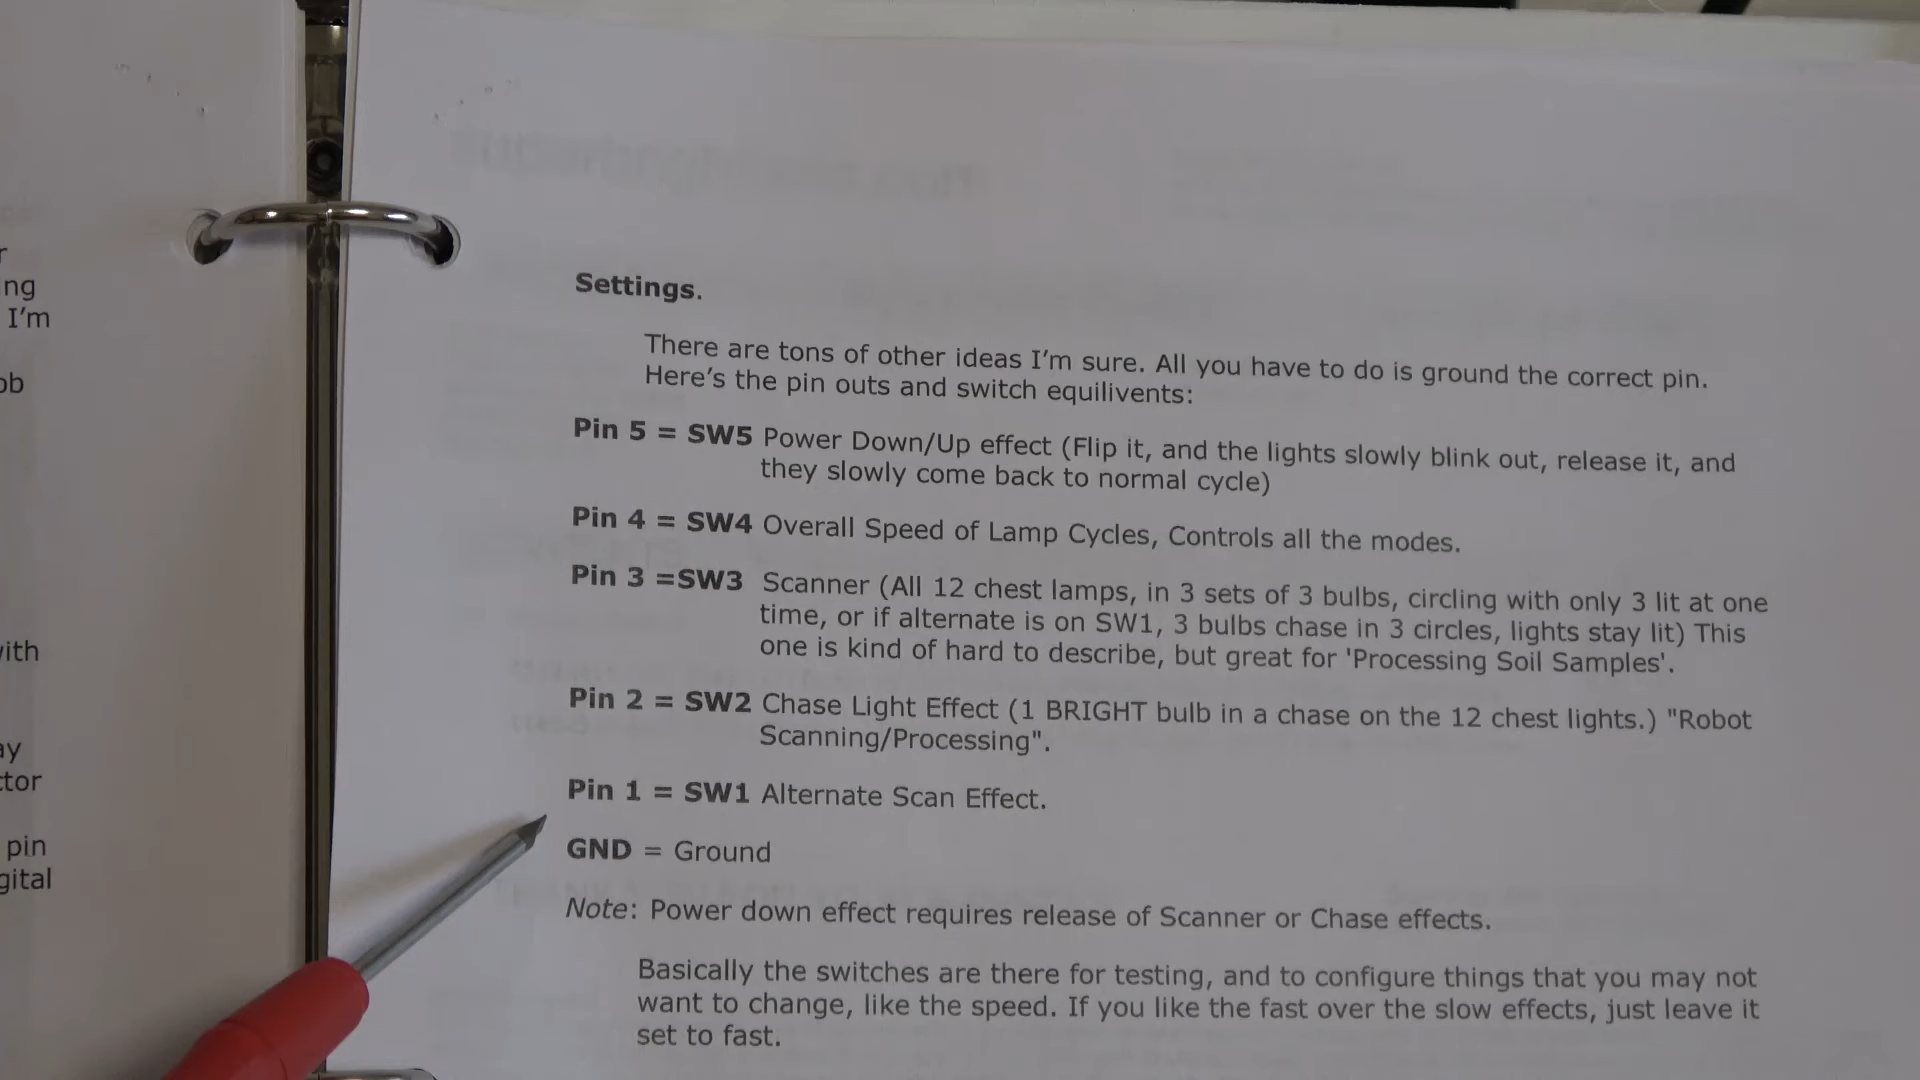 r
ng
I'm
ob
with
ay
ctor
pin
gital
Settings.
There are tons of other ideas I'm sure. All you have to do is ground the correct pin.
Here's the pin outs and switch equilivents:
Pin 5 = SW5 Power Down/Up effect (Flip it, and the lights slowly blink out, release it, and
they slowly come back to normal cycle)
Pin 4 = SW4 Overall Speed of Lamp Cycles, Controls all the modes.
Pin 3 =SW3 Scanner (All 12 chest lamps, in 3 sets of 3 bulbs, circling with only 3 lit at one
time, or if alternate is on SW1, 3 bulbs chase in 3 circles, lights stay lit) This
one is kind of hard to describe, but great for 'Processing Soil Samples'.
Pin 2 = SW2 Chase Light Effect (1 BRIGHT bulb in a chase on the 12 chest lights.) "Robot
Scanning/Processing".
Pin 1 = SW1 Alternate Scan Effect.
GND = Ground
Note: Power down effect requires release of Scanner or Chase effects.
Basically the switches are there for testing, and to configure things that you may not
want to change, like the speed. If you like the fast over the slow effects, just leave it
set to fast.